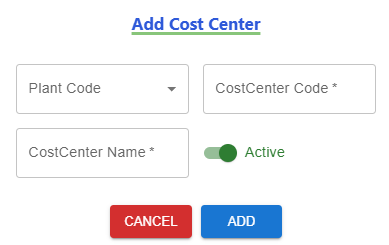 Add Cost Center
Plant Code CostCenter Code *
CostCenter Name * Active
CANCEL ADD